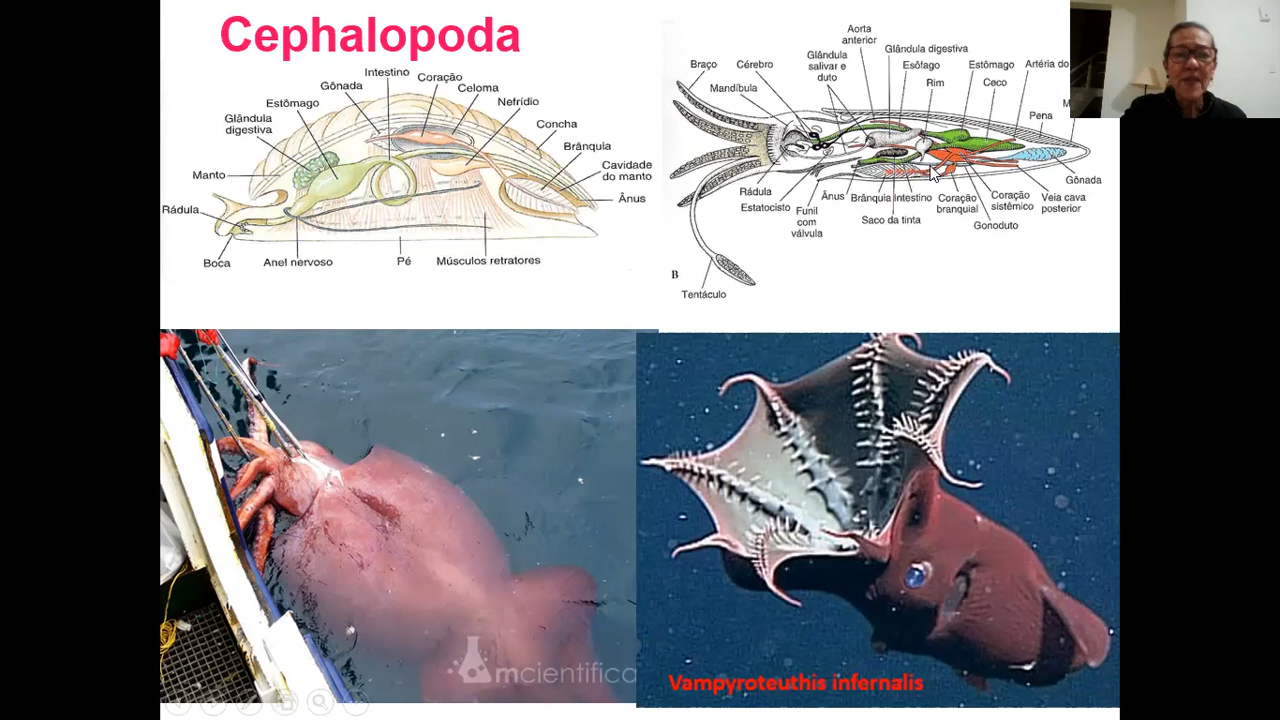 Cephalopoda
Intestino
Gônada
Coração
Estômago
Celoma
Glândula
digestiva
Nefrídio
Concha
Brânquia
Manto
Cavidade
do manto
Ânus
Rádula
Boca
Anel nervoso
Pé
Músculos retratores
Aorta
anterior
Glândula digestiva
Braço
Cérebro
Glândula
salivar e
duto
Esôfago
Estômago
Artéria do
Mandíbula
Rim
Ceco
M
Pena
Rádula
Estatocisto
Funil
com
válvula
Ânus
Brânquia
Intestino
Saco da tinta
Coração
branquial
Gonoduto
Coração
sistêmico
Veia cava
posterior
Gônada
B
Tentáculo
mcientifica
Vampyroteuthis infernalis